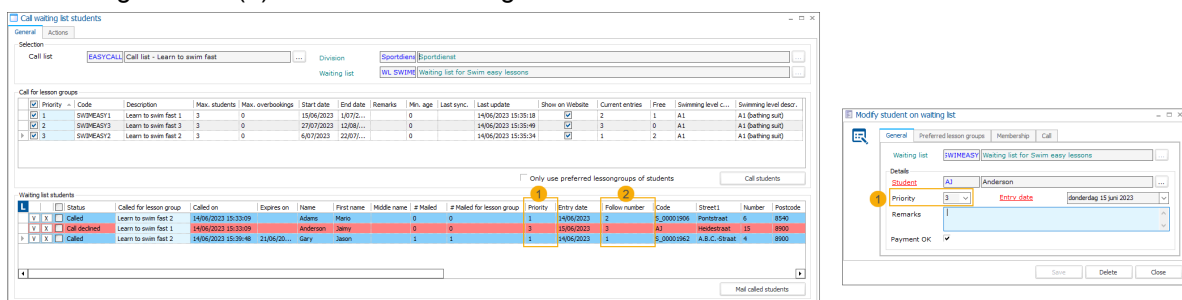 Call waiting list students
General Actions
Selection
Call list EASYCALL Call list - Learn to swim fast ... Division Sportdiens Sportdienst ...
Waiting list WL SWIME Waiting list for Swim easy lessons ...
Call for lesson groups
Priority Code Description Max. students Max. overbookings Start date End date Remarks Min. age Last sync. Last update Show on Website Current entries Free Swimming level c... Swimming level descr.
1 SWIMEASY1 Learn to swim fast 1 3 0 15/06/2023 1/07/2... 0 14/06/2023 15:35:18 2 1 A1 A1 (bathing suit)
2 SWIMEASY3 Learn to swim fast 3 3 0 27/07/2023 12/08/... 0 14/06/2023 15:35:49 3 0 A1 A1 (bathing suit)
3 SWIMEASY2 Learn to swim fast 2 3 0 6/07/2023 22/07/... 0 14/06/2023 15:35:34 1 2 A1 A1 (bathing suit)
Only use preferred lessongroups of students Call students
Waiting list students
1 2
L Status Called for lesson group Called on Expires on Name First name Middle name # Mailed # Mailed for lesson group Priority Entry date Follow number Code Street1 Number Postcode
V X Called Learn to swim fast 2 14/06/2023 15:33:09 Adams Mario 0 0 1 14/06/2023 2 S_00001906 Pontstraat 6 8540
V X Call declined Learn to swim fast 2 14/06/2023 15:33:09 Anderson Jaimy 0 0 3 15/06/2023 3 AJ Heidestraat 15 8900
V X Called Learn to swim fast 2 14/06/2023 15:39:48 21/06/20... Gary Jason 1 1 1 14/06/2023 1 S_00001962 A.B.C.-Straat 4 8900
Mail called students
Modify student on waiting list
General Preferred lesson groups Membership Call
Waiting list SWIMEASY Waiting list for Swim easy lessons ...
Details
Student AJ Anderson ...
1 Priority 3 Entry date donderdag 15 juni 2023
Remarks
Payment OK
Save Delete Close